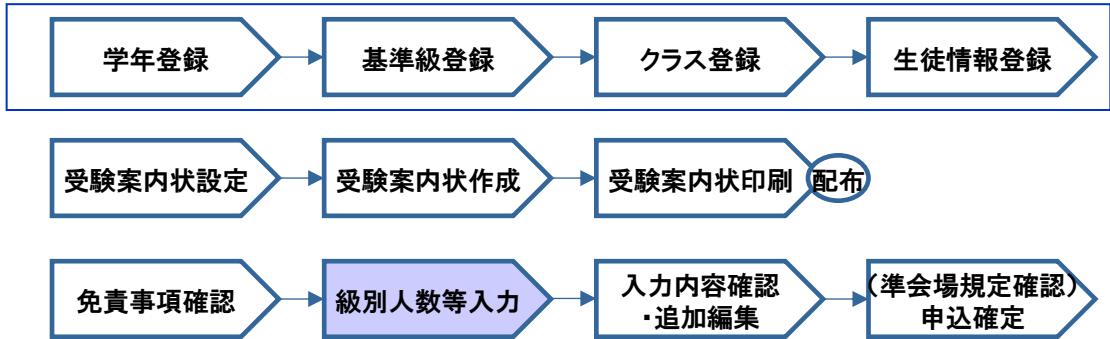 学年登録
基準級登録
クラス登録
生徒情報登録
受験案内状設定
受験案内状作成
受験案内状印刷
配布
免責事項確認
級別人数等入力
入力内容確認
・追加編集
（準会場規定確認）
申込確定